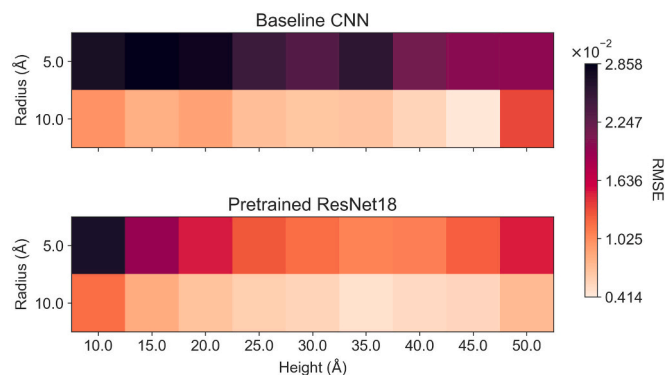 Baseline CNN
Radius (Å)
5.0
10.0
Pretrained ResNet18
Radius (Å)
5.0
10.0
10.0 15.0 20.0 25.0 30.0 35.0 40.0 45.0 50.0
Height (Å)
×10⁻²
2.858
2.247
1.636
1.025
0.414
RMSE